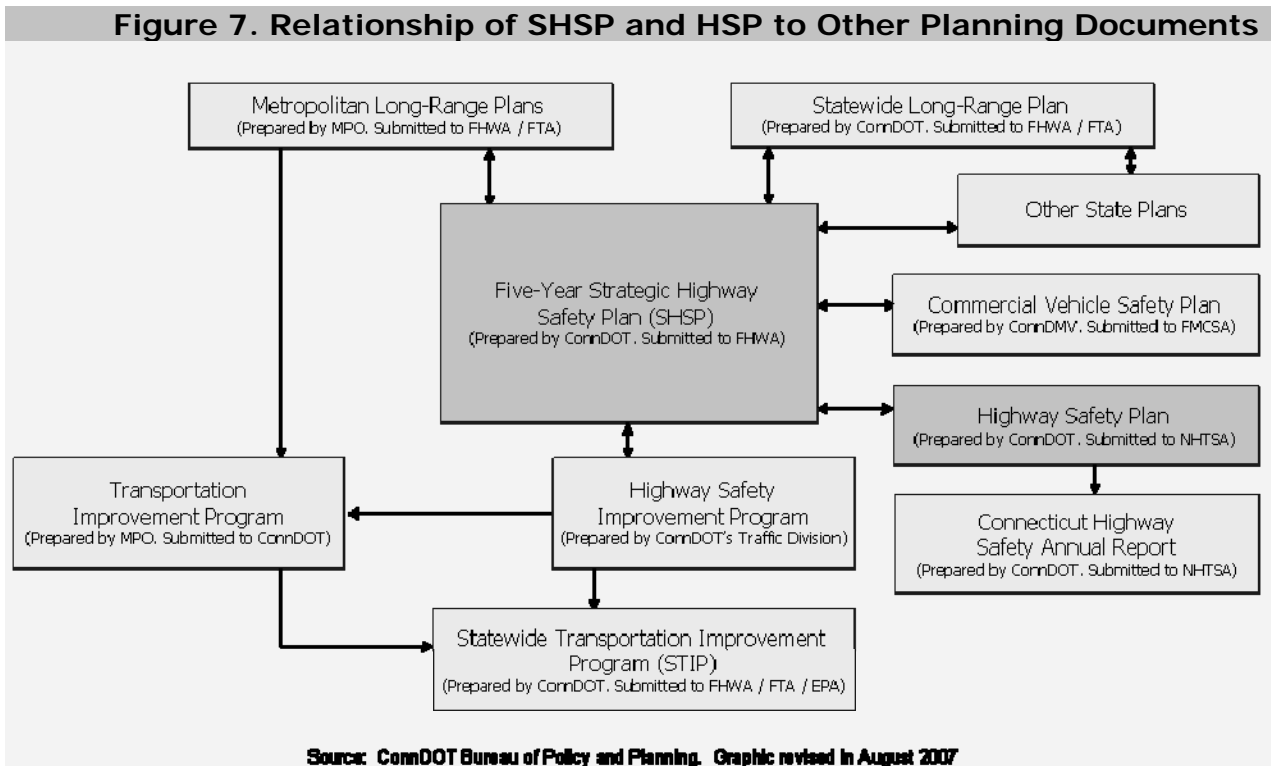 Figure 7. Relationship of SHSP and HSP to Other Planning Documents
Metropolitan Long-Range Plans
(Prepared by MPO. Submitted to FHWA / FTA)
Statewide Long-Range Plan
(Prepared by ConnDOT. Submitted to FHWA / FTA)
Other State Plans
Five-Year Strategic Highway
Safety Plan (SHSP)
(Prepared by ConnDOT. Submitted to FHWA)
Commercial Vehicle Safety Plan
(Prepared by ConnDMV. Submitted to FMCSA)
Highway Safety Plan
(Prepared by ConnDOT. Submitted to NHTSA)
Transportation
Improvement Program
(Prepared by MPO. Submitted to ConnDOT)
Highway Safety
Improvement Program
(Prepared by ConnDOT's Traffic Division)
Connecticut Highway
Safety Annual Report
(Prepared by ConnDOT. Submitted to NHTSA)
Statewide Transportation Improvement
Program (STIP)
(Prepared by ConnDOT. Submitted to FHWA / FTA / EPA)
Source: ConnDOT Bureau of Policy and Planning. Graphic revised in August 2007